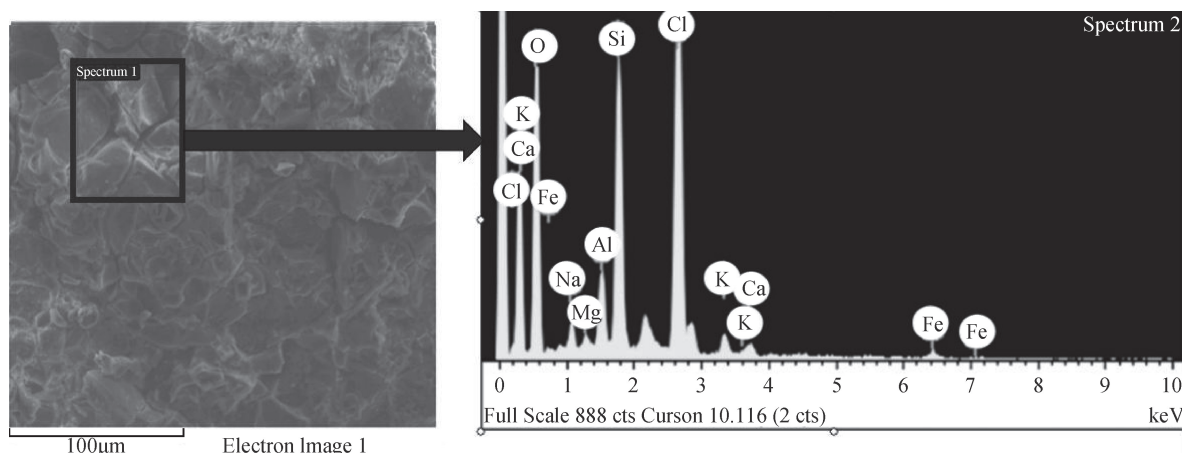 Spectrum 1
100μm
Electron lmage 1
Spectrum 2
Cl
Si
O
K
Ca
Cl
Fe
Al
Na
Mg
K
Ca
K
Fe
Fe
0 1 2 3 4 5 6 7 8 9 10
Full Scale 888 cts Curson 10.116 (2 cts)
keV